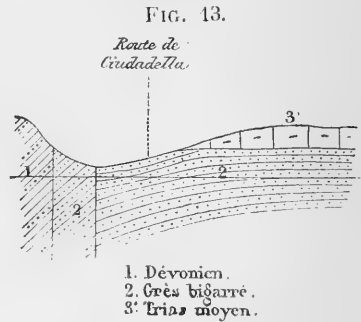 FIG. 13.
Route de
Ciudadella
3'
1
2
2
1. Dévonien.
2. Grès bigarré.
3' Trias moyen.